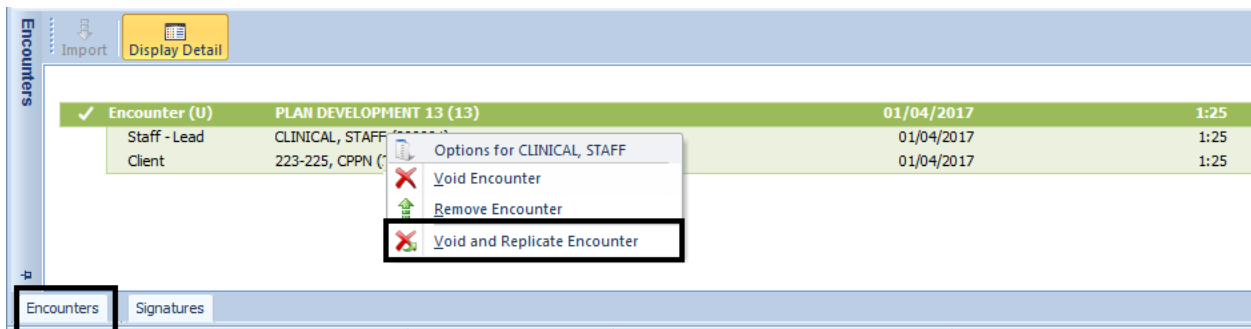 Encounters
Import Display Detail
Encounter (U) PLAN DEVELOPMENT 13 (13) 01/04/2017 1:25
Staff - Lead CLINICAL, STAFF 01/04/2017 1:25
Client 223-225, CPPN ( 01/04/2017 1:25
Options for CLINICAL, STAFF
Void Encounter
Remove Encounter
Void and Replicate Encounter
Encounters Signatures